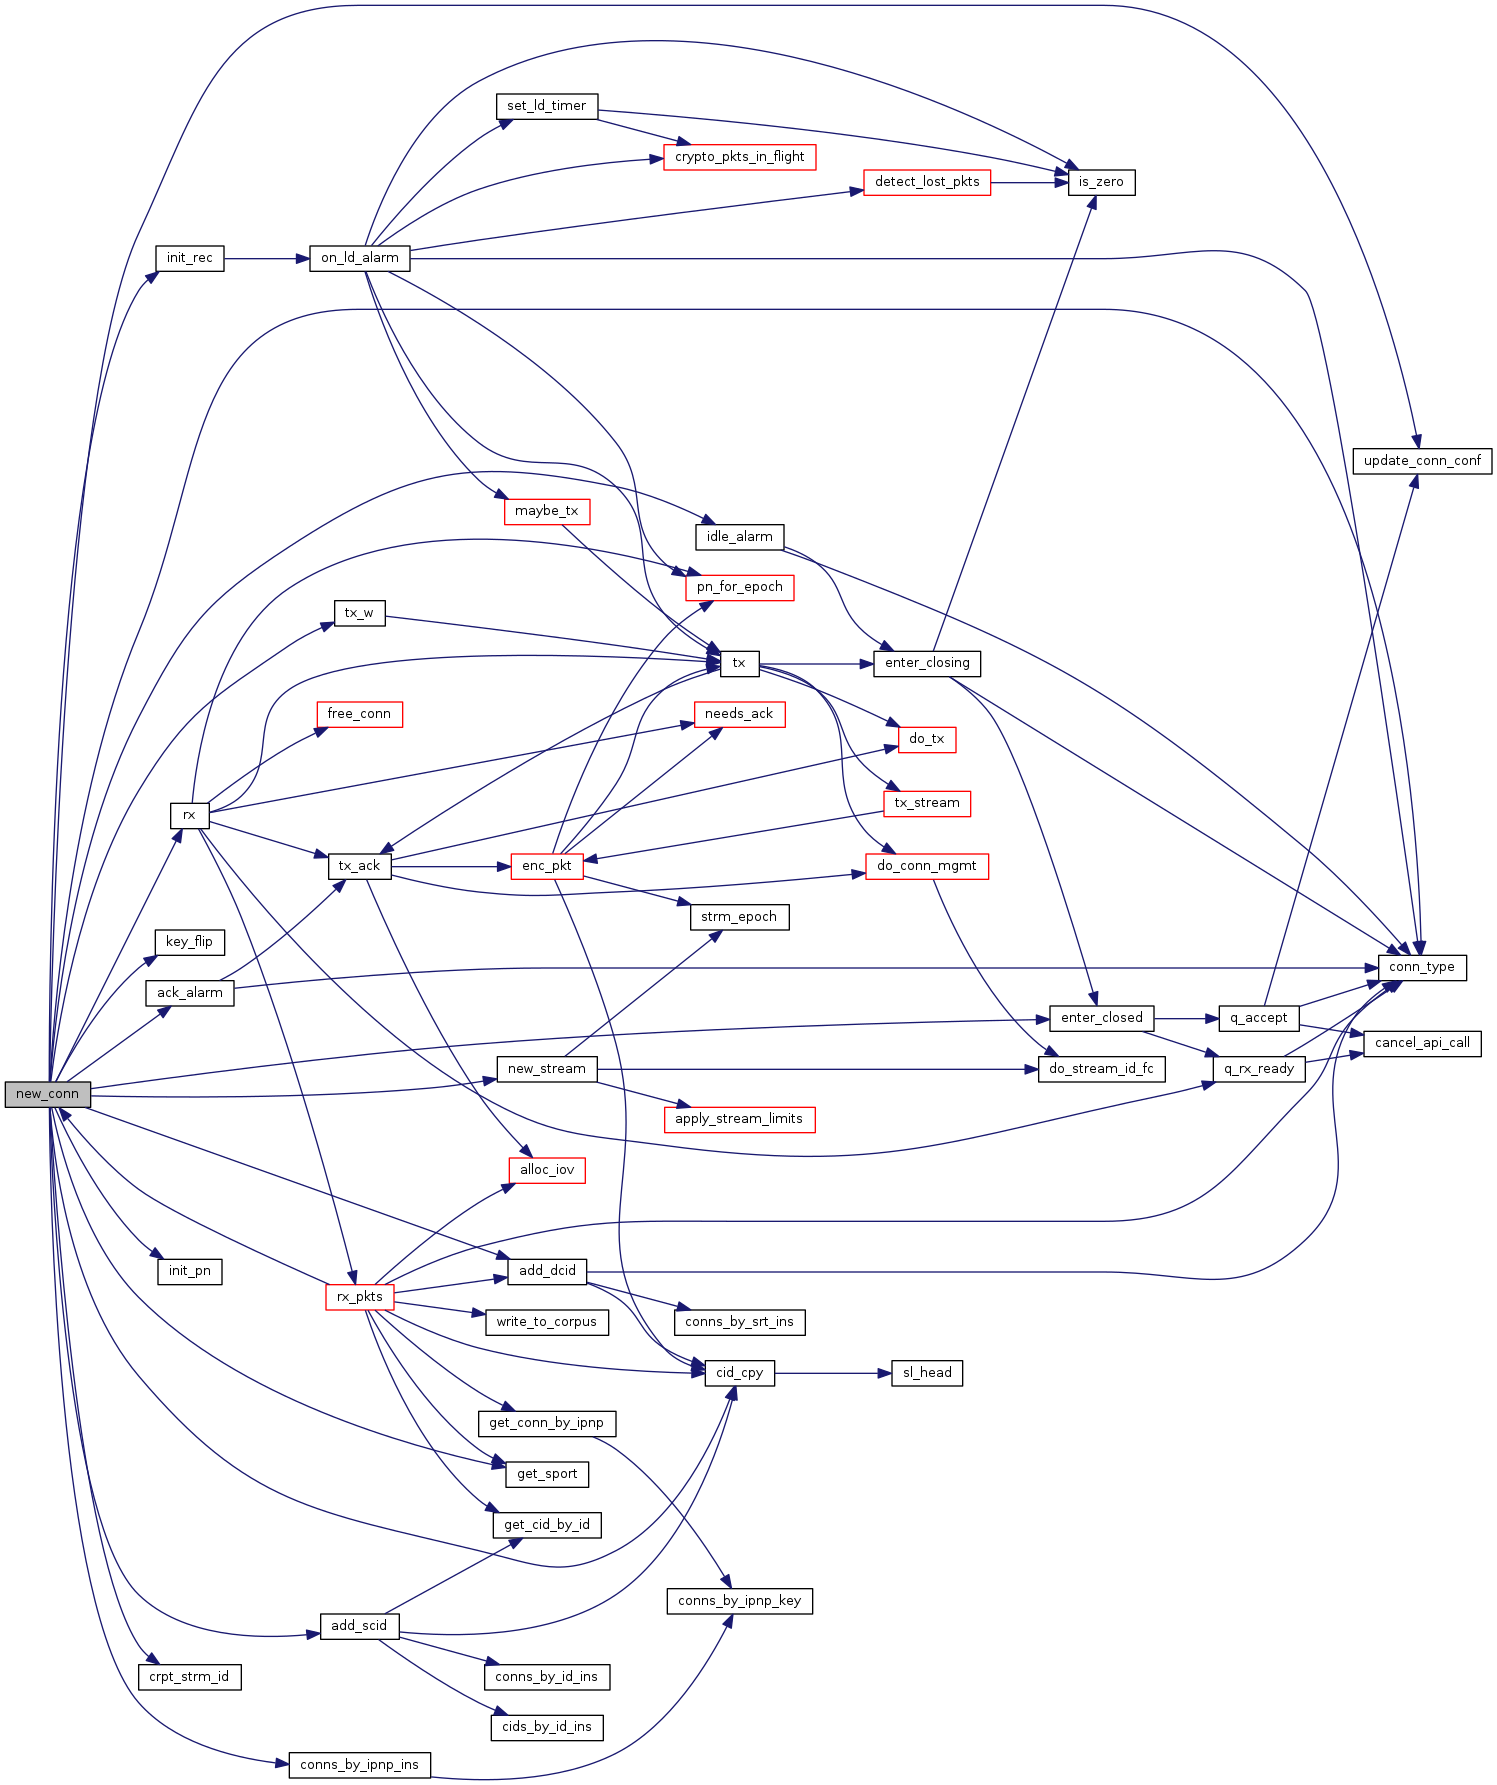 set_ld_timer
crypto_pkts_in_flight
detect_lost_pkts
is_zero
init_rec
on_ld_alarm
update_conn_conf
maybe_tx
idle_alarm
pn_for_epoch
tx_w
tx
enter_closing
free_conn
needs_ack
do_tx
tx_stream
rx
tx_ack
enc_pkt
do_conn_mgmt
strm_epoch
key_flip
conn_type
ack_alarm
enter_closed
q_accept
cancel_api_call
new_stream
do_stream_id_fc
q_rx_ready
new_conn
apply_stream_limits
alloc_iov
init_pn
add_dcid
rx_pkts
write_to_corpus
conns_by_srt_ins
cid_cpy
sl_head
get_conn_by_ipnp
get_sport
get_cid_by_id
conns_by_ipnp_key
add_scid
crpt_strm_id
conns_by_id_ins
cids_by_id_ins
conns_by_ipnp_ins